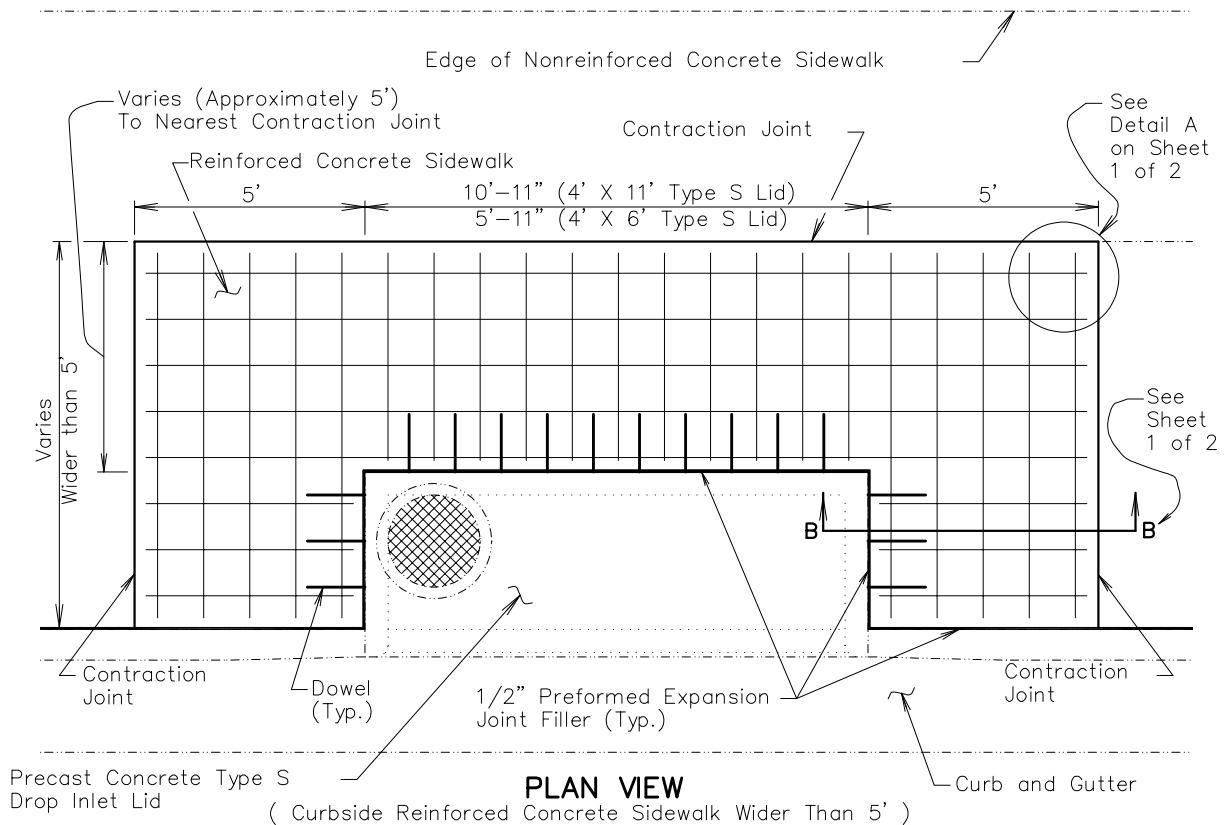 Edge of Nonreinforced Concrete Sidewalk
Varies (Approximately 5')
To Nearest Contraction Joint
See
Detail A
on Sheet
1 of 2
Contraction Joint
Reinforced Concrete Sidewalk
5'
10'-11" (4' X 11' Type S Lid)
5'-11" (4' X 6' Type S Lid)
5'
Varies
Wider than 5'
See
Sheet
1 of 2
B
B
Contraction
Joint
Dowel
(Typ.)
1/2" Preformed Expansion
Joint Filler (Typ.)
Contraction
Joint
Precast Concrete Type S
Drop Inlet Lid
Curb and Gutter
PLAN VIEW
( Curbside Reinforced Concrete Sidewalk Wider Than 5' )